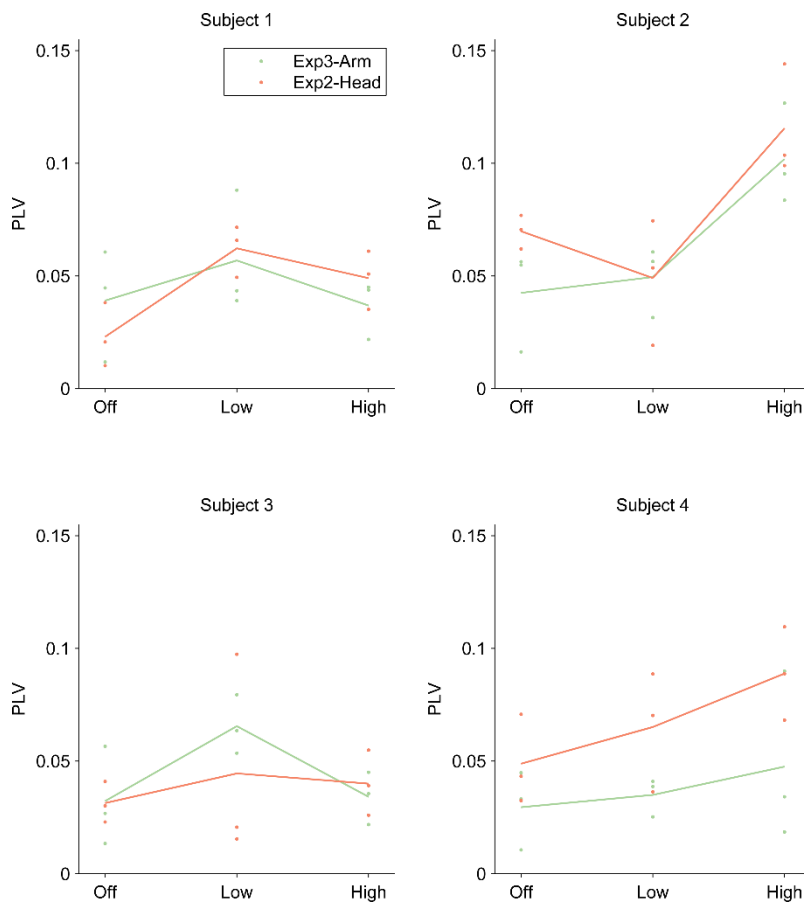 Subject 1
Exp3-Arm
Exp2-Head
0.15
0.1
0.05
0
PLV
Off Low High
Subject 2
0.15
0.1
0.05
0
PLV
Off Low High
Subject 3
0.15
0.1
0.05
0
PLV
Off Low High
Subject 4
0.15
0.1
0.05
0
PLV
Off Low High